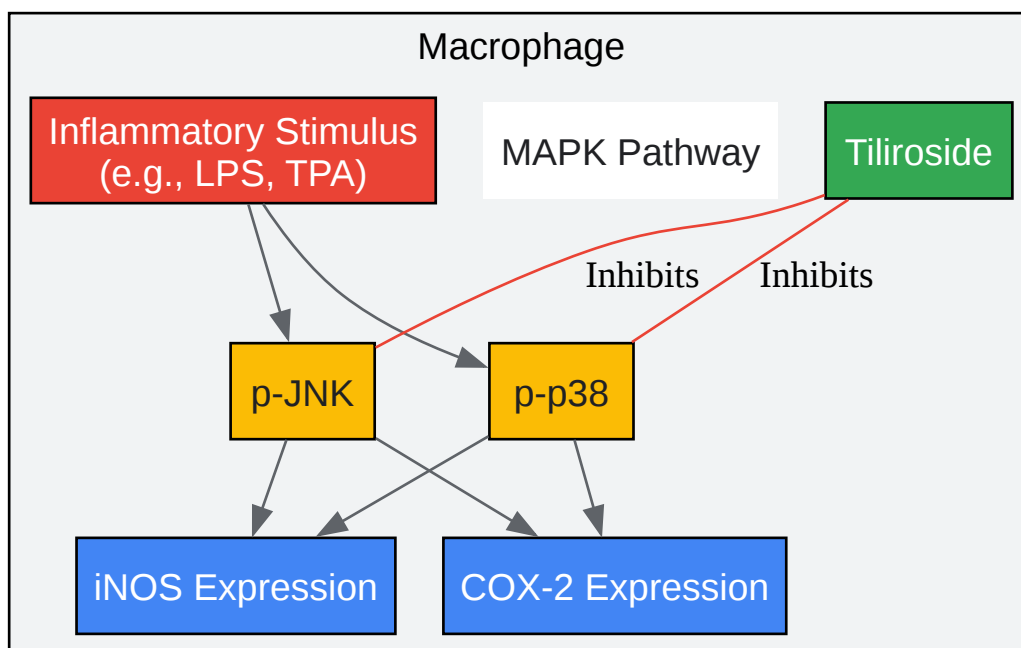 Macrophage
Inflammatory Stimulus
(e.g., LPS, TPA)
MAPK Pathway
Tiliroside
Inhibits
Inhibits
p-JNK
p-p38
iNOS Expression
COX-2 Expression